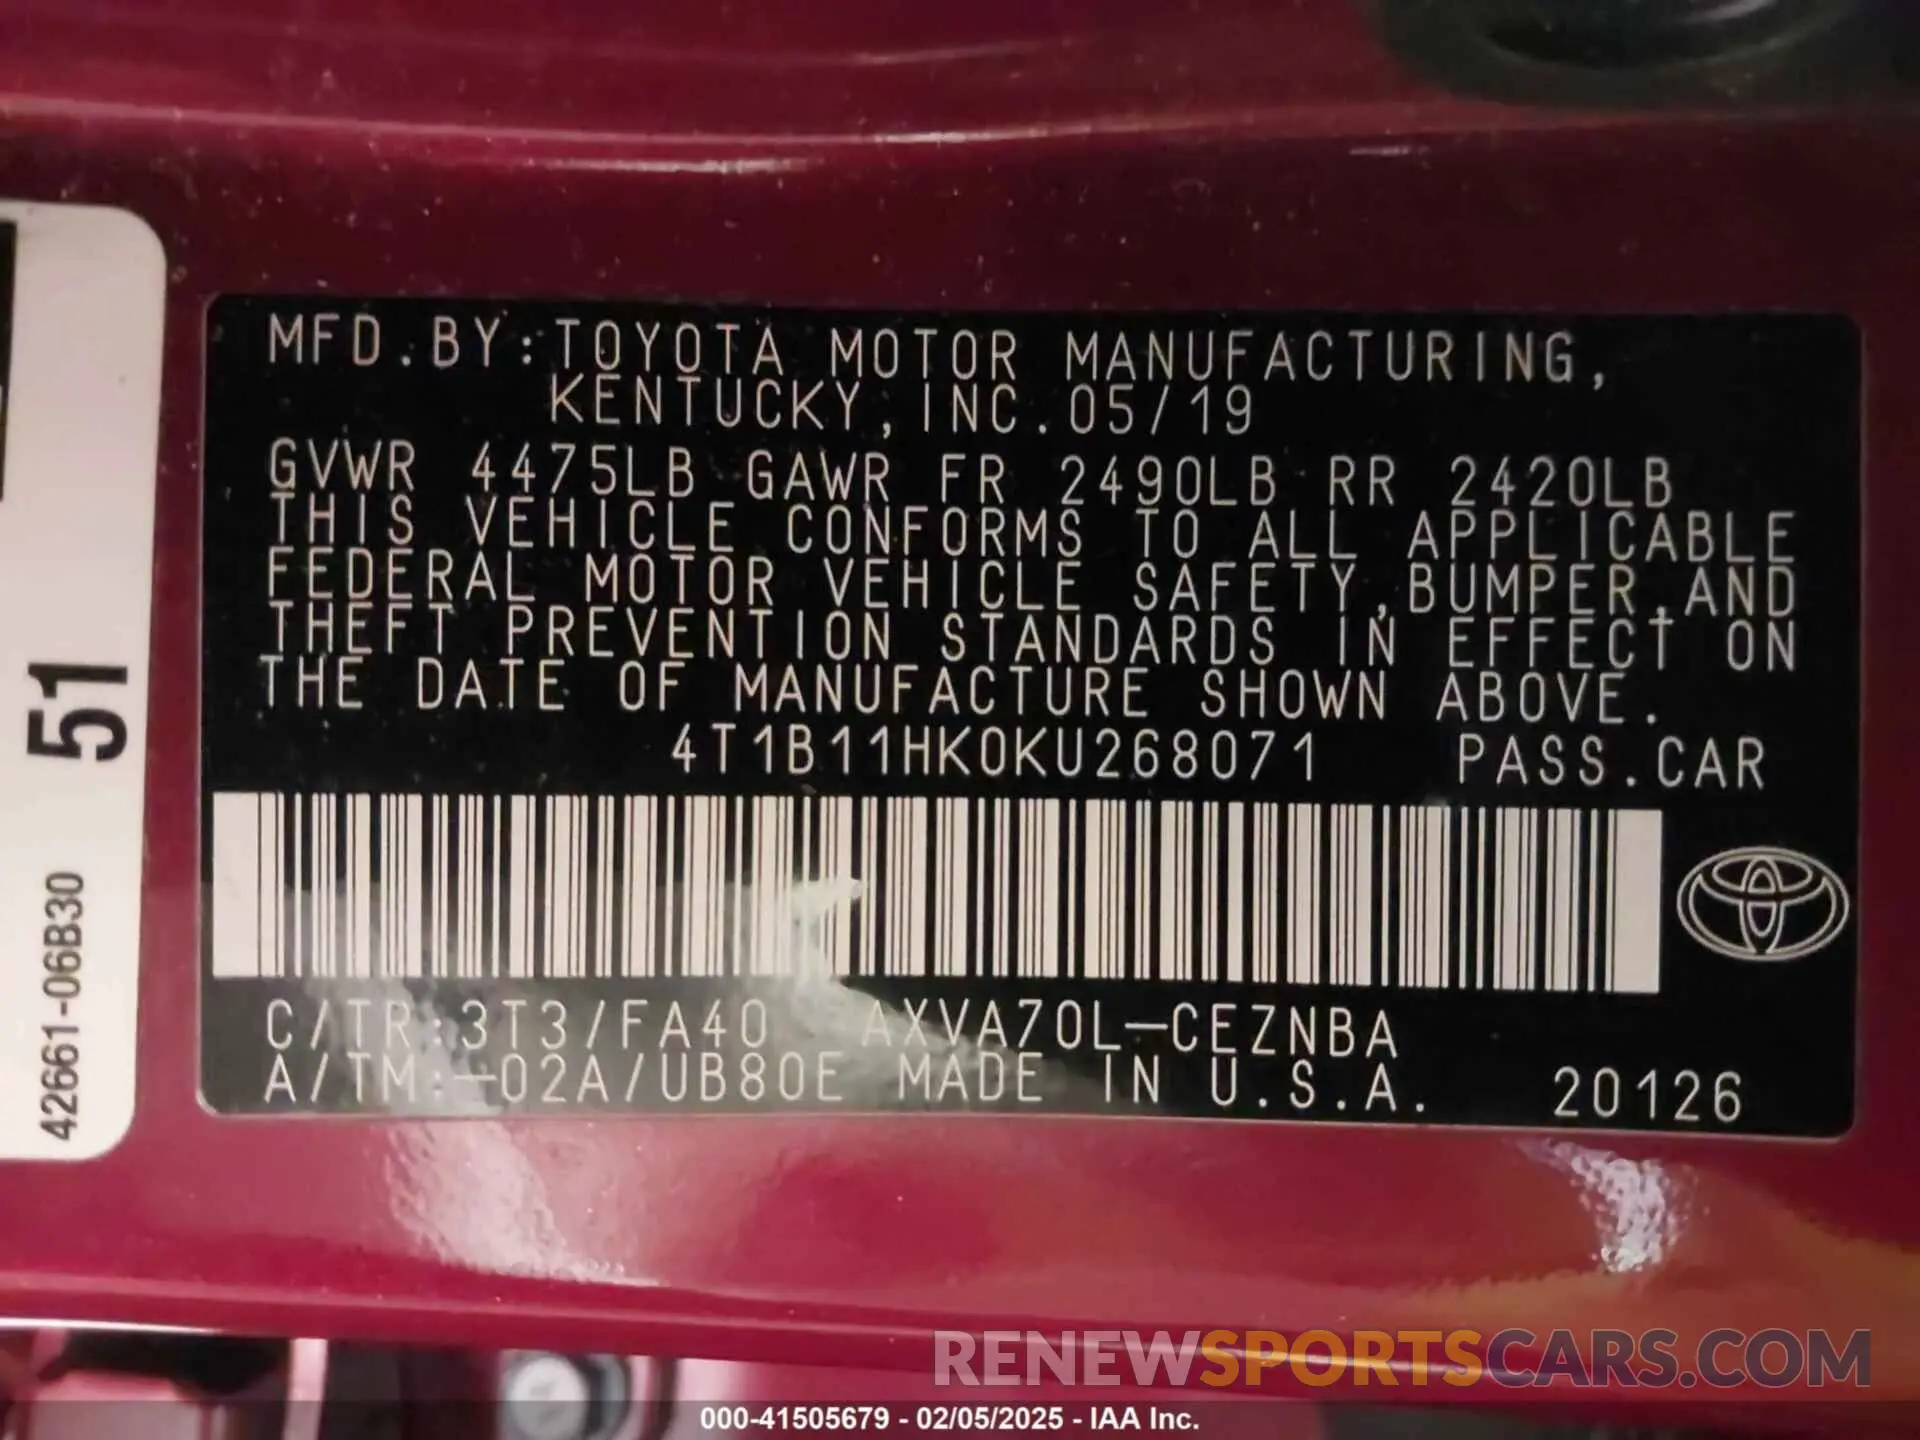 MFD.BY:TOYOTA MOTOR MANUFACTURING,
KENTUCKY,INC.05/19
GVWR 4475LB GAWR FR 2490LB RR 2420LB
THIS VEHICLE CONFORMS TO ALL APPLICABLE
FEDERAL MOTOR VEHICLE SAFETY,BUMPER,AND
THEFT PREVENTION STANDARDS IN EFFECT ON
THE DATE OF MANUFACTURE SHOWN ABOVE.
4T1B11HK0KU268071 PASS.CAR
C/TR:3T3/FA40 AXVA70L-CEZNBA
A/TM:-02A/UB80E MADE IN U.S.A. 20126
51
42661-06B30
RENEWSPORTSCARS.COM
000-41505679 - 02/05/2025 - IAA Inc.